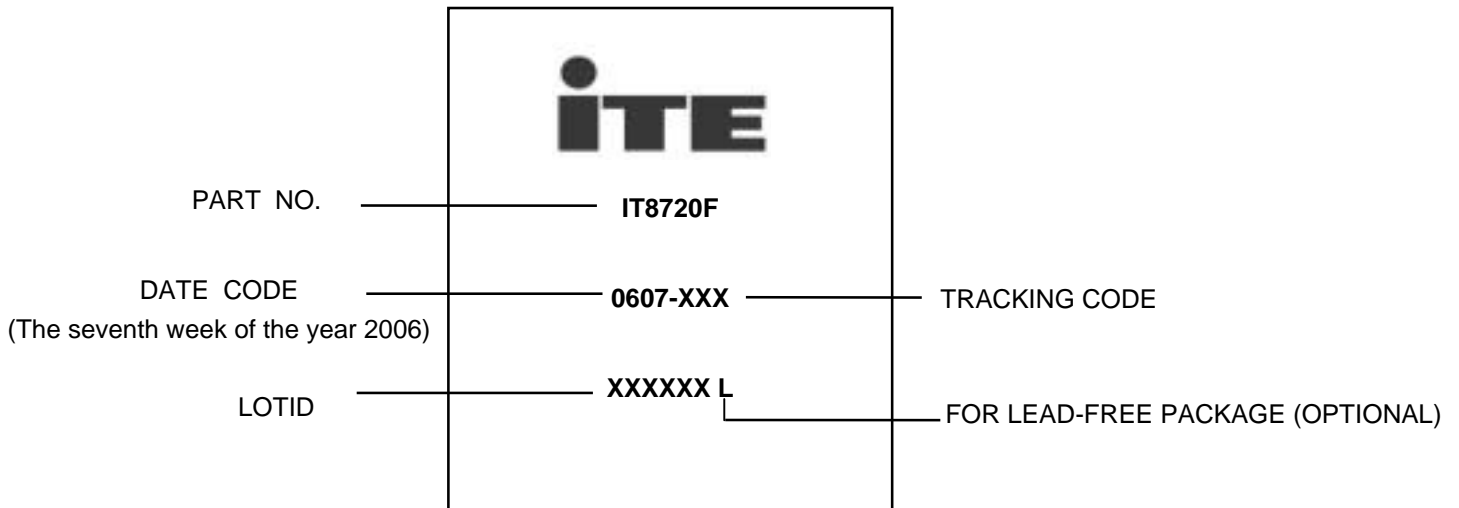 iTE
PART NO. IT8720F
DATE CODE 0607-XXX TRACKING CODE
(The seventh week of the year 2006)
LOTID XXXXXX L
FOR LEAD-FREE PACKAGE (OPTIONAL)